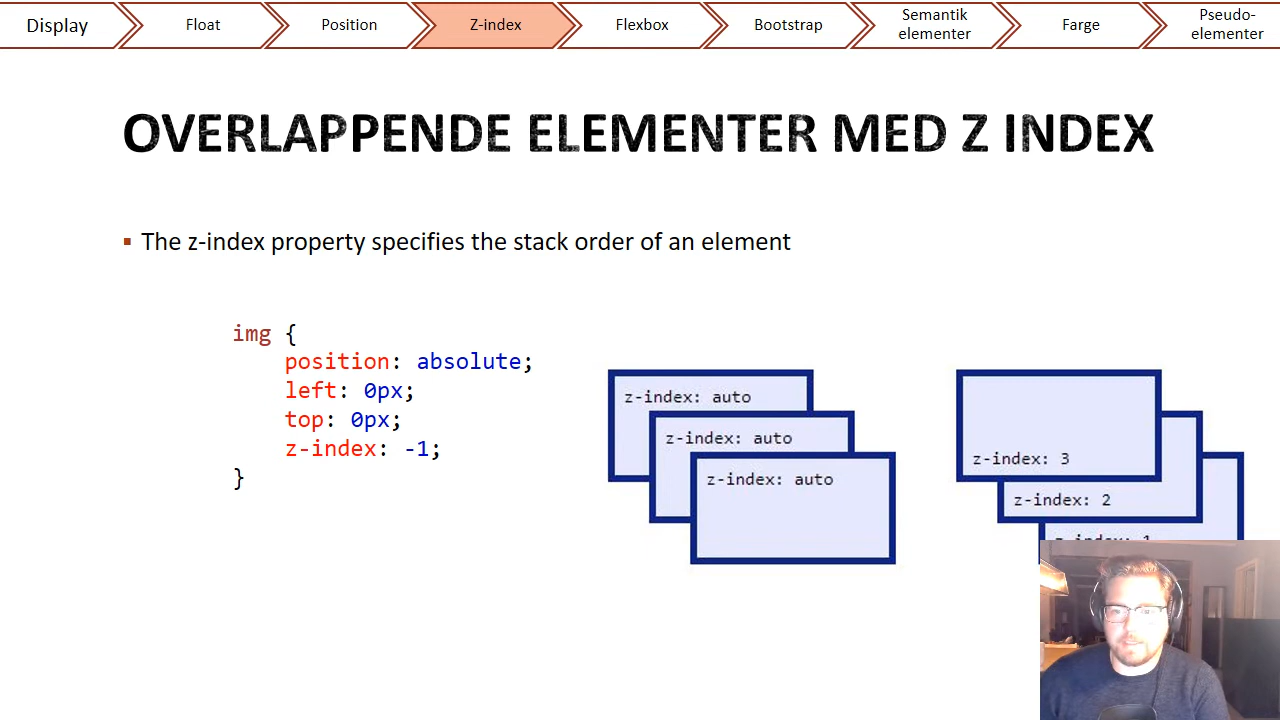 Display
Float
Position
Z-index
Flexbox
Bootstrap
Semantik
elementer
Farge
Pseudo-
elementer
OVERLAPPENDE ELEMENTER MED Z INDEX
The z-index property specifies the stack order of an element
img {
position: absolute;
left: 0px;
top: 0px;
z-index: -1;
}
z-index: auto
z-index: auto
z-index: auto
z-index: 3
z-index: 2
z-index: 1